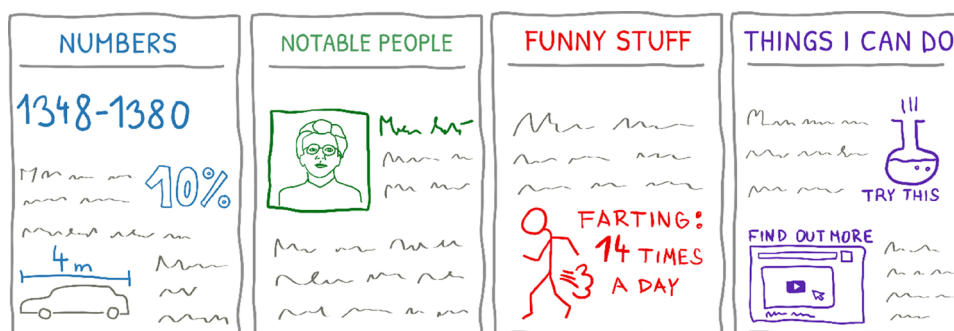 NUMBERS
1348-1380
10%
4m
NOTABLE PEOPLE
FUNNY STUFF
FARTING:
14 TIMES
A DAY
THINGS I CAN DO
TRY THIS
FIND OUT MORE